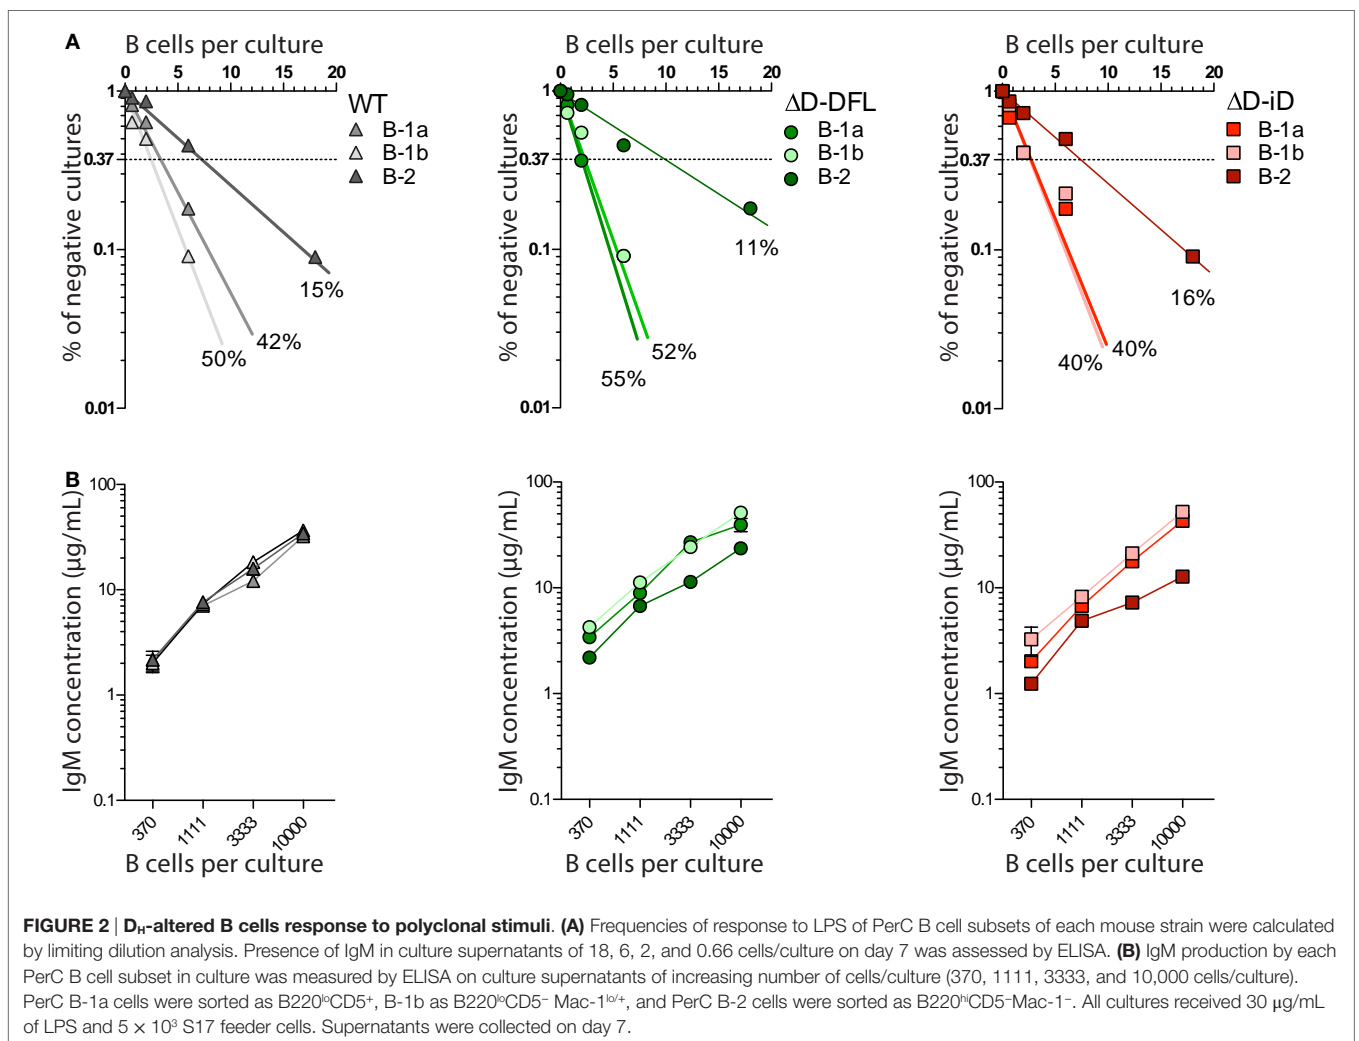 A
B cells per culture
0 5 10 15 20
1
0.37
0.1
0.01
% of negative cultures
WT
B-1a
B-1b
B-2
15%
42%
50%
B cells per culture
0 5 10 15 20
1
0.37
0.1
0.01
% of negative cultures
ΔD-DFL
B-1a
B-1b
B-2
11%
52%
55%
B cells per culture
0 5 10 15 20
1
0.37
0.1
0.01
% of negative cultures
ΔD-iD
B-1a
B-1b
B-2
16%
40%
40%
B
IgM concentration (µg/mL)
100
10
1
0.1
370 1111 3333 10000
B cells per culture
IgM concentration (µg/mL)
100
10
1
0.1
370 1111 3333 10000
B cells per culture
IgM concentration (µg/mL)
100
10
1
0.1
370 1111 3333 10000
B cells per culture
FIGURE 2 | DH-altered B cells response to polyclonal stimuli. (A) Frequencies of response to LPS of PerC B cell subsets of each mouse strain were calculated
by limiting dilution analysis. Presence of IgM in culture supernatants of 18, 6, 2, and 0.66 cells/culture on day 7 was assessed by ELISA. (B) IgM production by each
PerC B cell subset in culture was measured by ELISA on culture supernatants of increasing number of cells/culture (370, 1111, 3333, and 10,000 cells/culture).
PerC B-1a cells were sorted as B220loCD5+, B-1b as B220loCD5− Mac-1lo/+, and PerC B-2 cells were sorted as B220hiCD5−Mac-1−. All cultures received 30 µg/mL
of LPS and 5 × 10³ S17 feeder cells. Supernatants were collected on day 7.